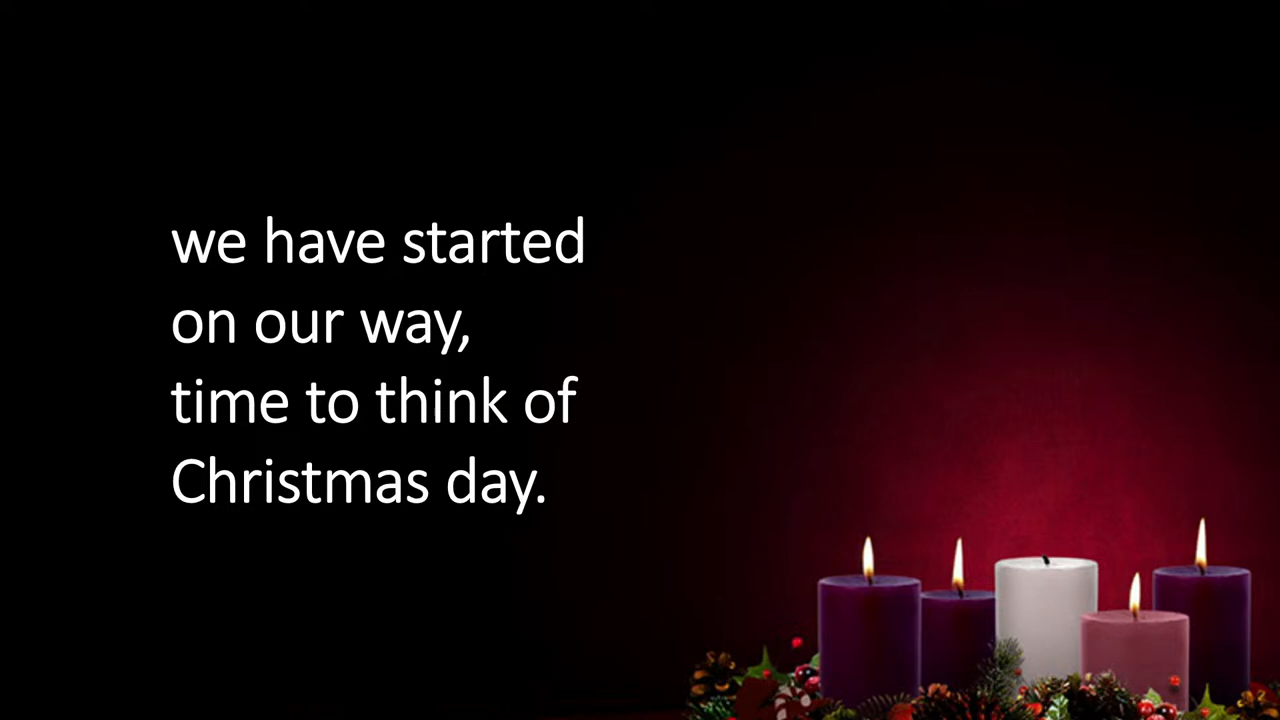 we have started
on our way,
time to think of
Christmas day.